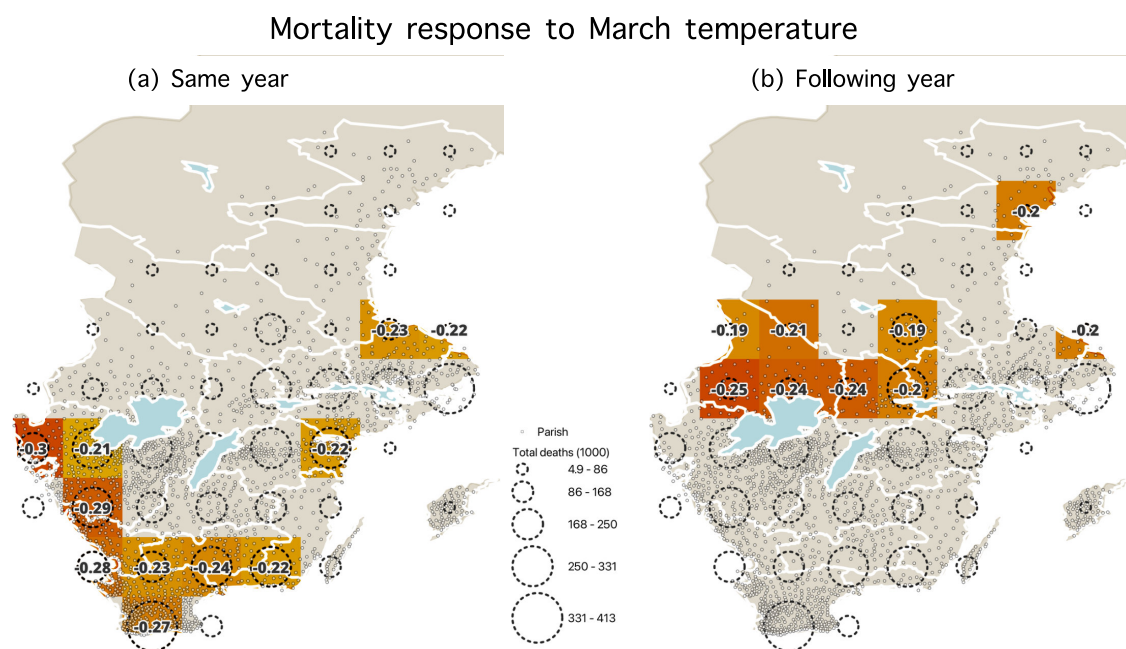 Mortality response to March temperature
(a) Same year
(b) Following year
-0.23 -0.22
-0.3 -0.21 -0.22
-0.29
-0.28 -0.23 -0.24 -0.22
-0.27
Parish
Total deaths (1000)
4.9 - 86
86 - 168
168 - 250
250 - 331
331 - 413
-0.2
-0.19 -0.21 -0.19 -0.2
-0.25 -0.24 -0.24 -0.2